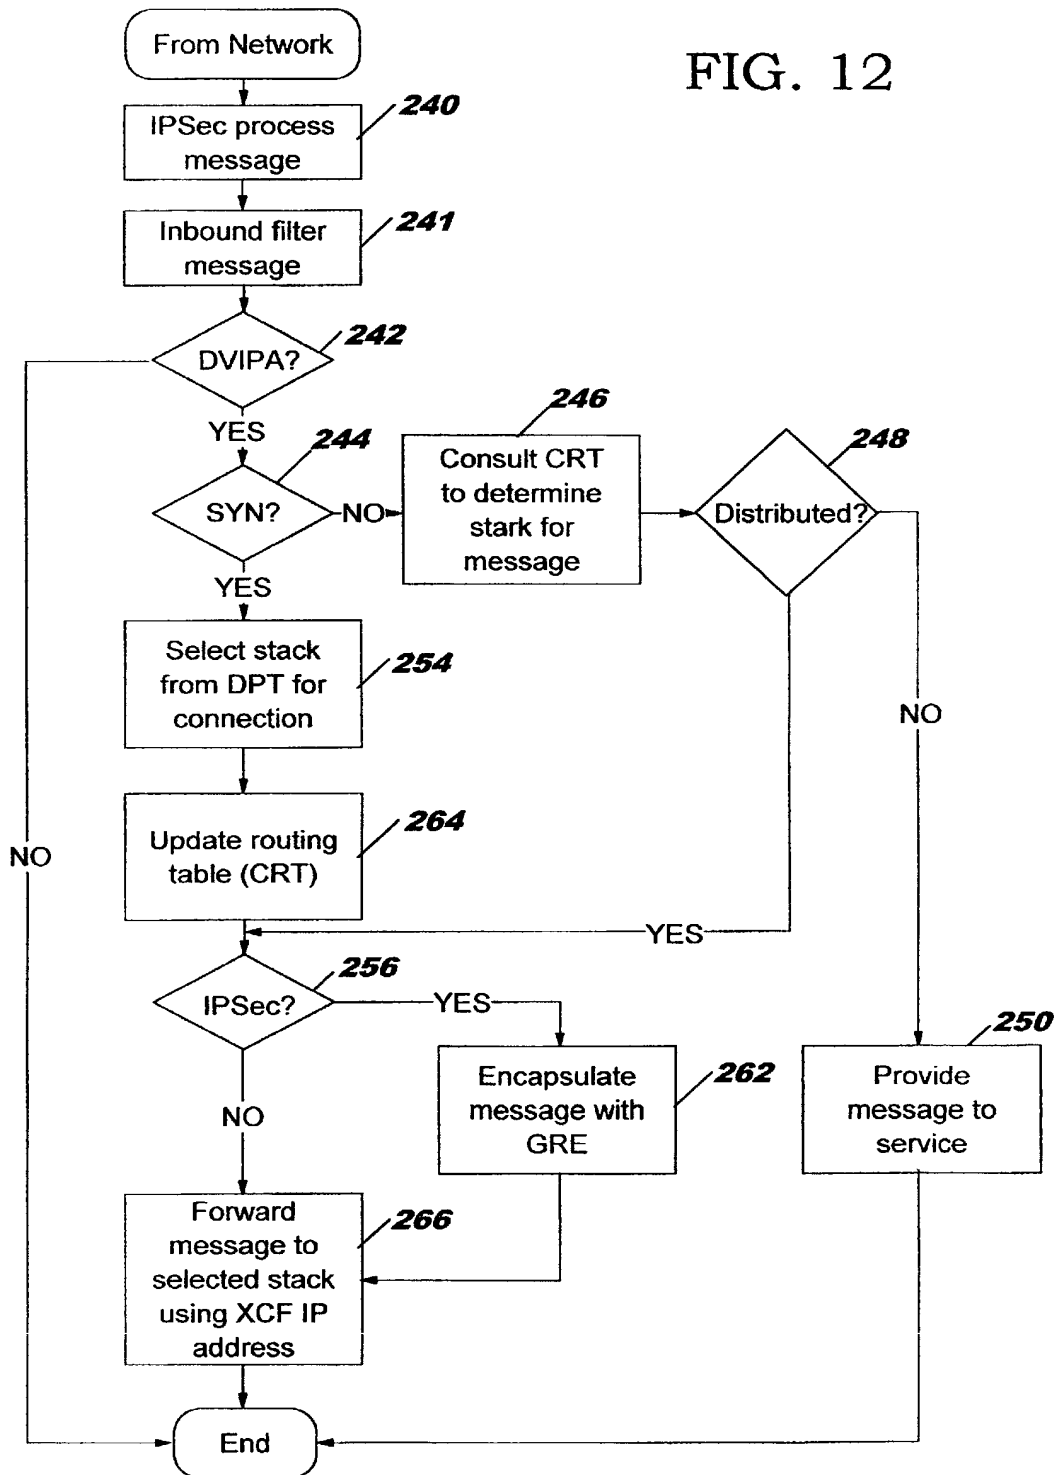 From Network
FIG. 12
240
IPSec process
message
241
Inbound filter
message
242
DVIPA?
YES
244
SYN?
NO
246
Consult CRT
to determine
stark for
message
248
Distributed?
YES
254
Select stack
from DPT for
connection
NO
264
Update routing
table (CRT)
NO
YES
256
IPSec?
YES
250
Provide
message to
service
262
Encapsulate
message with
GRE
NO
266
Forward
message to
selected stack
using XCF IP
address
End